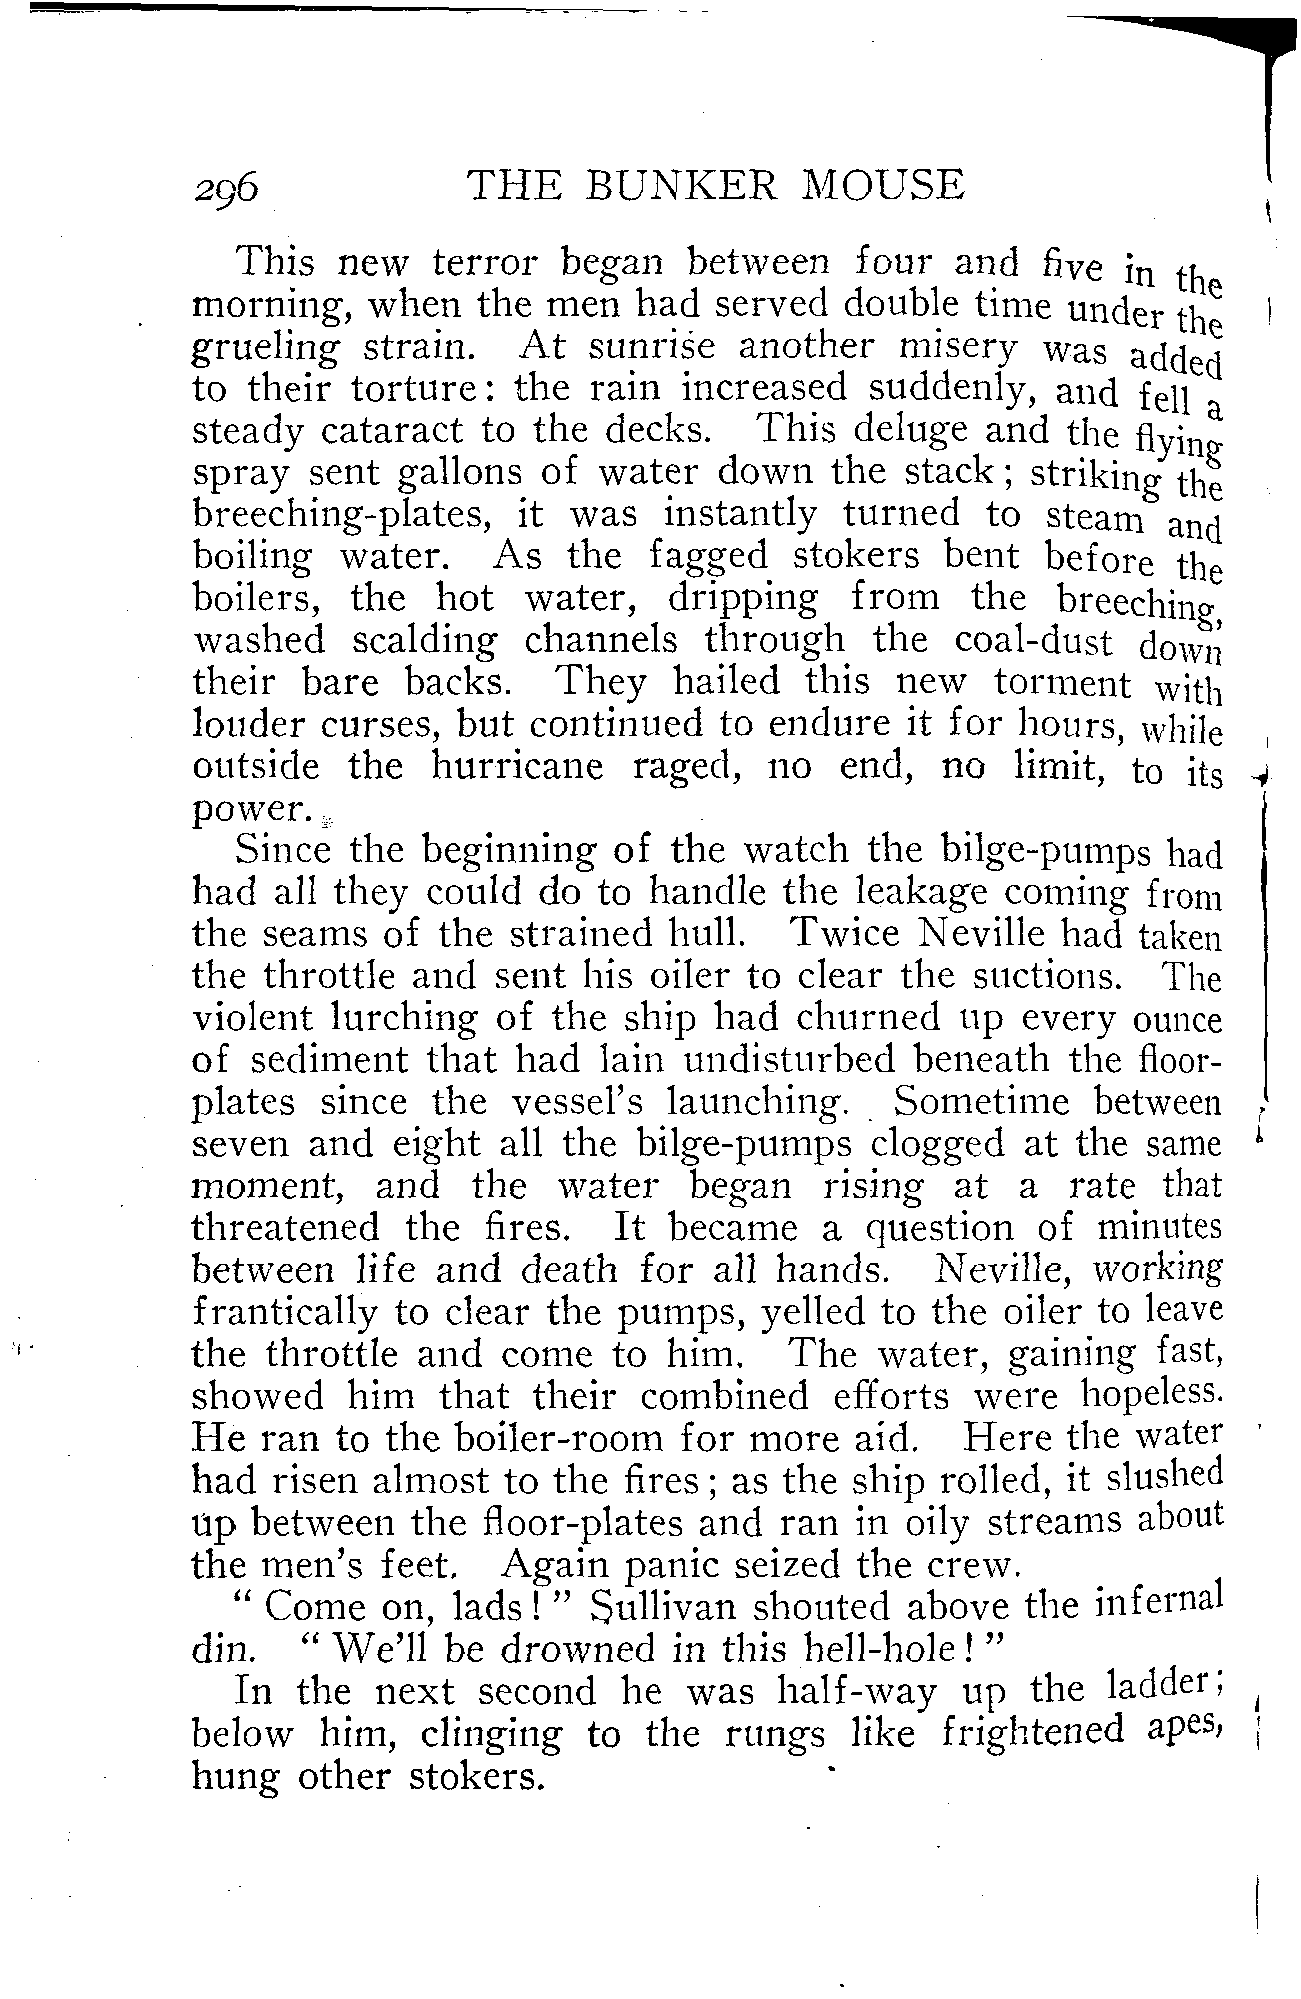 296 THE BUNKER MOUSE
This new terror began between four and five in the
morning, when the men had served double time under the
grueling strain. At sunrise another misery was added
to their torture: the rain increased suddenly, and fell a
steady cataract to the decks. This deluge and the flying
spray sent gallons of water down the stack; striking the
breeching-plates, it was instantly turned to steam and
boiling water. As the fagged stokers bent before the
boilers, the hot water, dripping from the breeching,
washed scalding channels through the coal-dust down
their bare backs. They hailed this new torment with
louder curses, but continued to endure it for hours, while
outside the hurricane raged, no end, no limit, to its
power.
Since the beginning of the watch the bilge-pumps had
had all they could do to handle the leakage coming from
the seams of the strained hull. Twice Neville had taken
the throttle and sent his oiler to clear the suctions. The
violent lurching of the ship had churned up every ounce
of sediment that had lain undisturbed beneath the floor-
plates since the vessel's launching. Sometime between
seven and eight all the bilge-pumps clogged at the same
moment, and the water began rising at a rate that
threatened the fires. It became a question of minutes
between life and death for all hands. Neville, working
frantically to clear the pumps, yelled to the oiler to leave
the throttle and come to him. The water, gaining fast,
showed him that their combined efforts were hopeless.
He ran to the boiler-room for more aid. Here the water
had risen almost to the fires; as the ship rolled, it slushed
up between the floor-plates and ran in oily streams about
the men's feet. Again panic seized the crew.
"Come on, lads!" Sullivan shouted above the infernal
din. "We'll be drowned in this hell-hole!"
In the next second he was half-way up the ladder;
below him, clinging to the rungs like frightened apes,
hung other stokers.